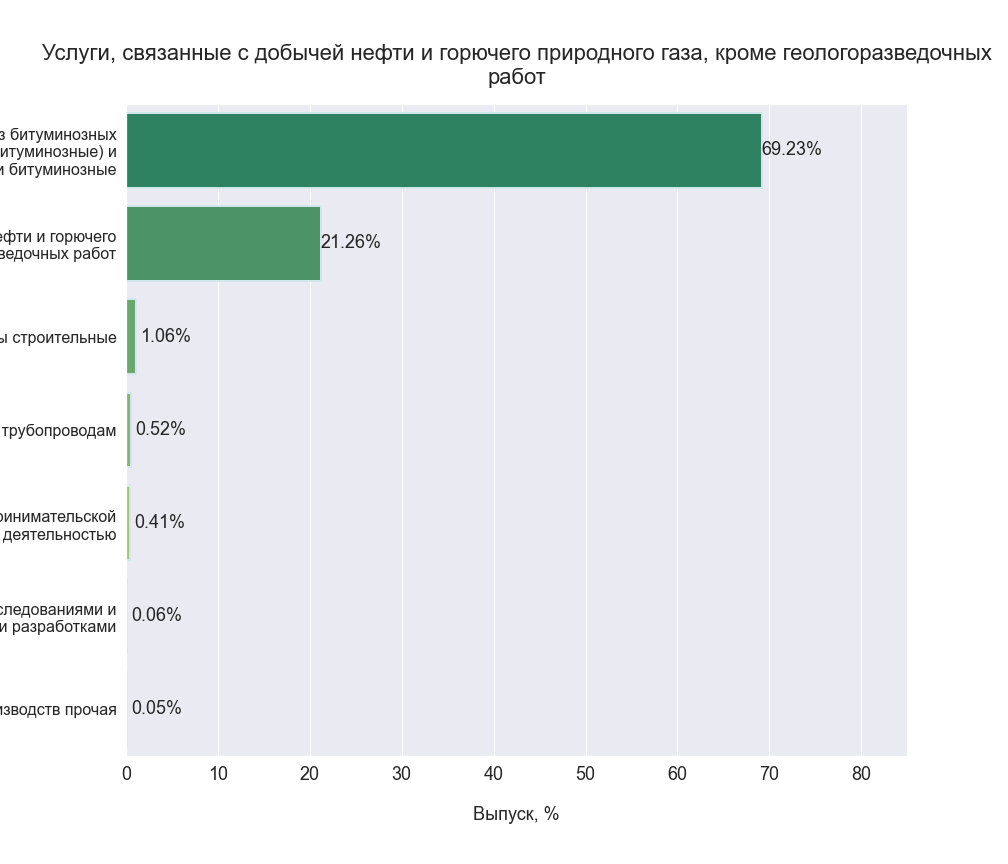 Услуги, связанные с добычей нефти и горючего природного газа, кроме геологоразведочных
работ
з битуминозных
итуминозные) и
и битуминозные
69.23%
ефти и горючего
ведочных работ
21.26%
ы строительные
1.06%
трубопроводам
0.52%
ринимательской
деятельностью
0.41%
следованиями и
и разработками
0.06%
изводств прочая
0.05%
0 10 20 30 40 50 60 70 80
Выпуск, %